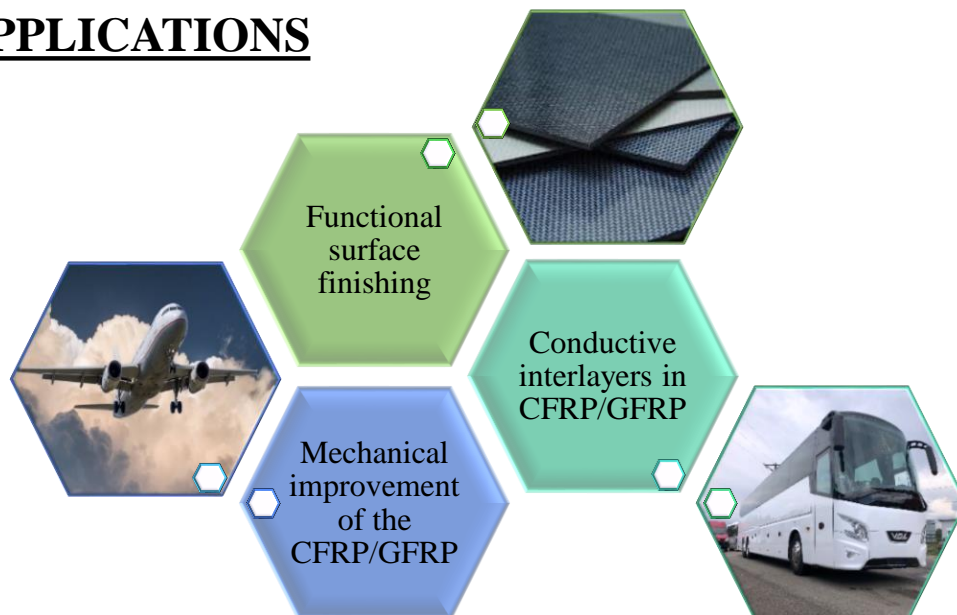 PPLICATIONS
Functional
surface
finishing
Conductive
interlayers in
CFRP/GFRP
Mechanical
improvement
of the
CFRP/GFRP